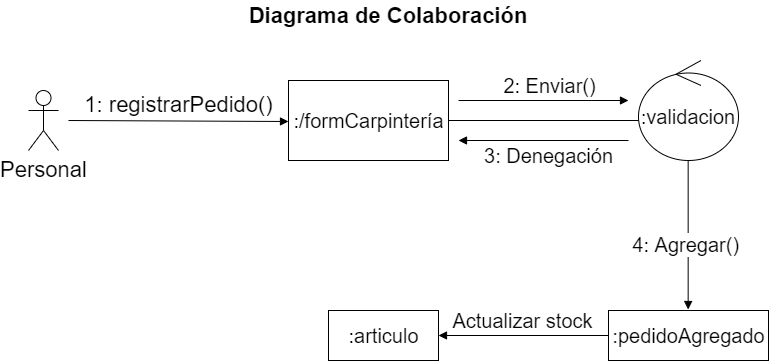 Diagrama de Colaboración
1: registrarPedido()
2: Enviar()
:/formCarpintería
:validacion
3: Denegación
Personal
4: Agregar()
Actualizar stock
:articulo
:pedidoAgregado